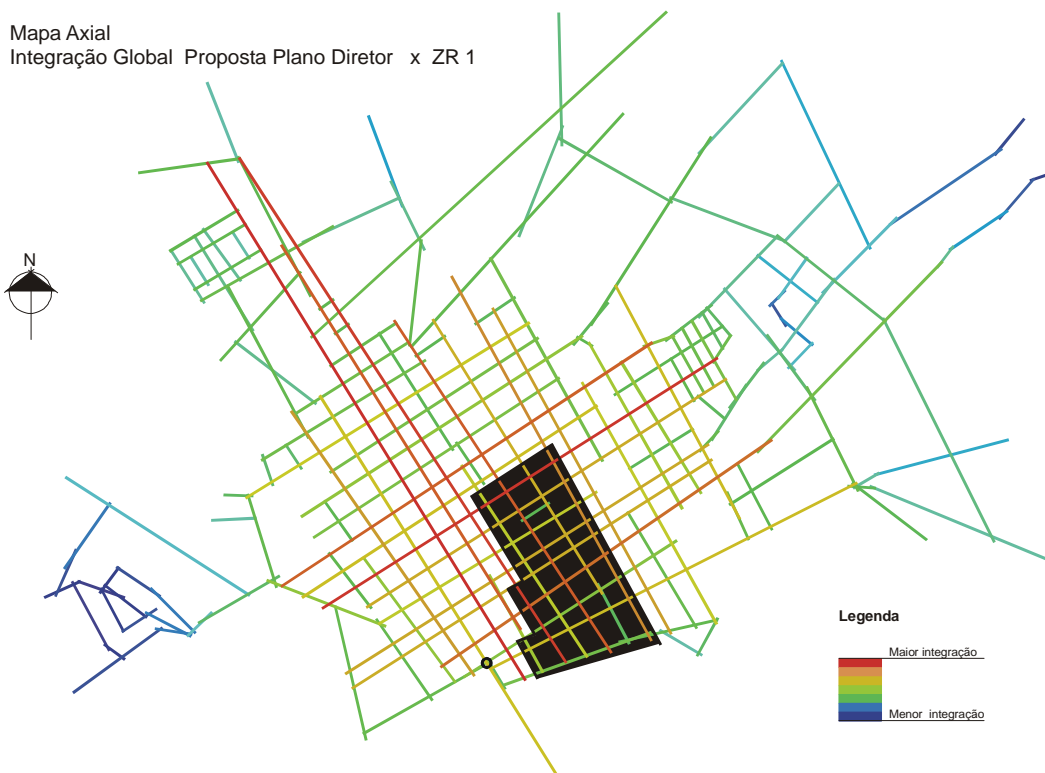 Mapa Axial
Integração Global Proposta Plano Diretor x ZR 1
N
Legenda
Maior integração
Menor integração